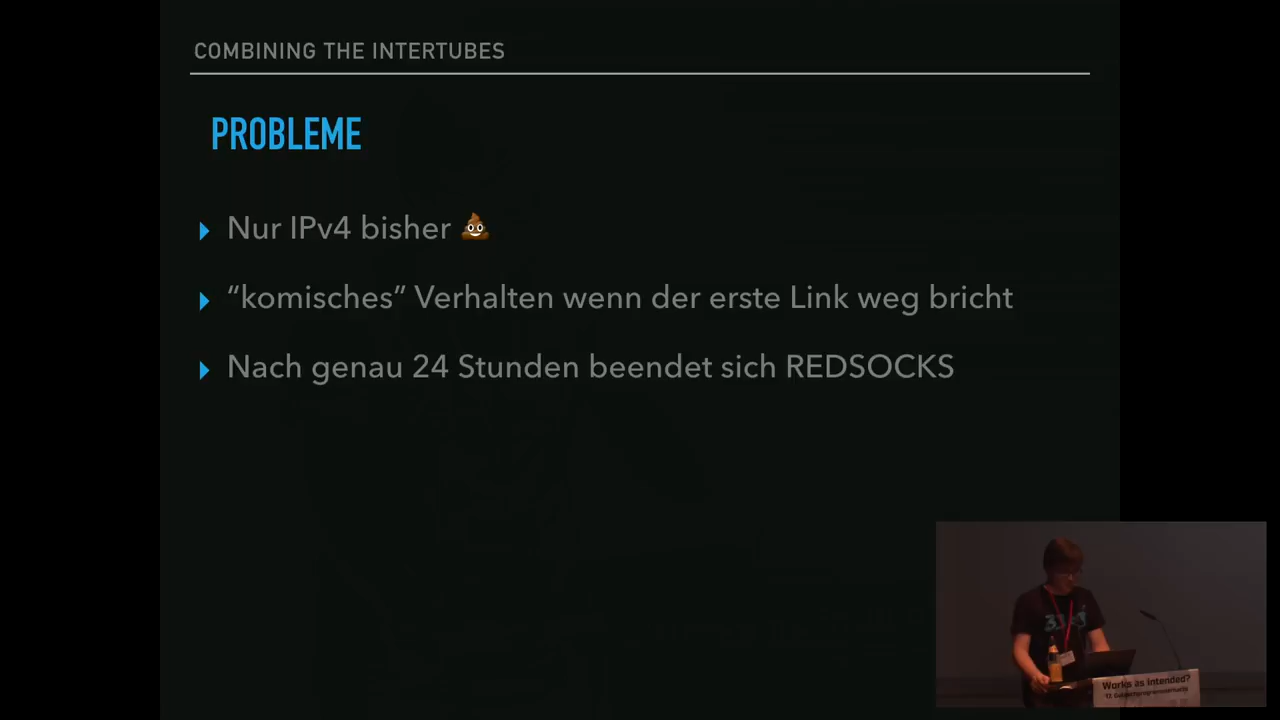 COMBINING THE INTERTUBES
PROBLEME
Nur IPv4 bisher 💩
“komisches” Verhalten wenn der erste Link weg bricht
Nach genau 24 Stunden beendet sich REDSOCKS
Works as intended?